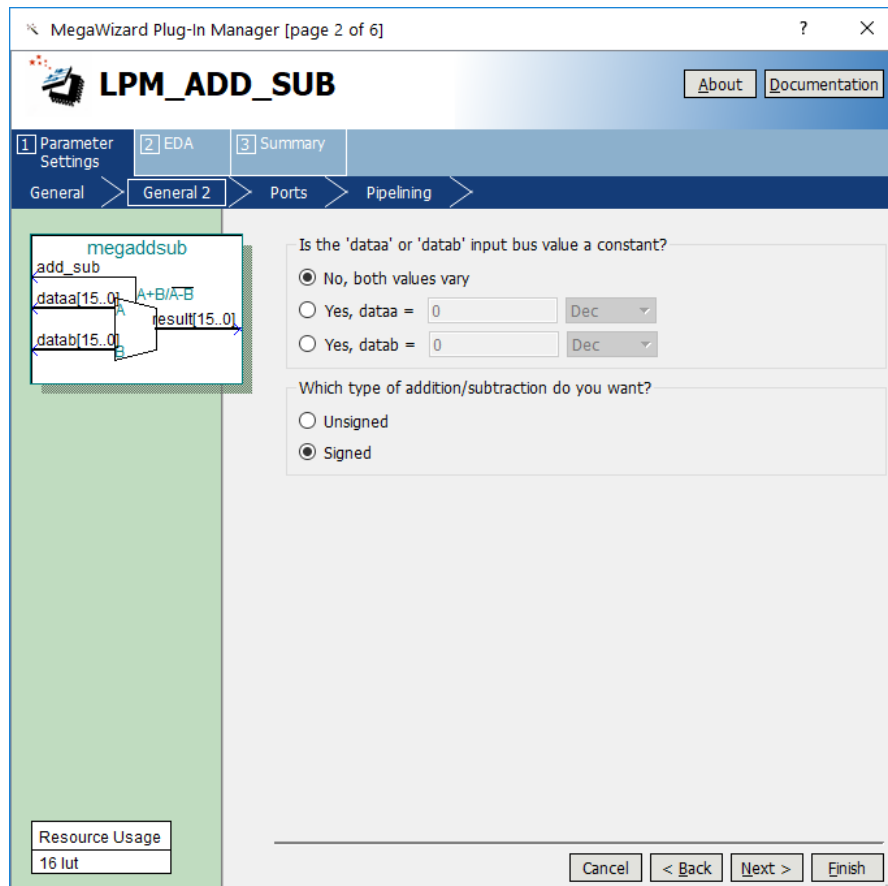 MegaWizard Plug-In Manager [page 2 of 6]
?
LPM_ADD_SUB
About
Documentation
1 Parameter Settings
2 EDA
3 Summary
General
General 2
Ports
Pipelining
megaddsub
add_sub
A+B/A-B
dataa[15..0]
A
result[15..0]
datab[15..0]
B
Is the 'dataa' or 'datab' input bus value a constant?
No, both values vary
Yes, dataa = 0 Dec
Yes, datab = 0 Dec
Which type of addition/subtraction do you want?
Unsigned
Signed
Resource Usage
16 lut
Cancel
< Back
Next >
Finish